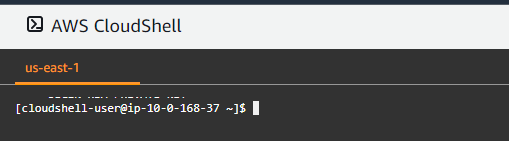 AWS CloudShell
us-east-1
[cloudshell-user@ip-10-0-168-37 ~]$